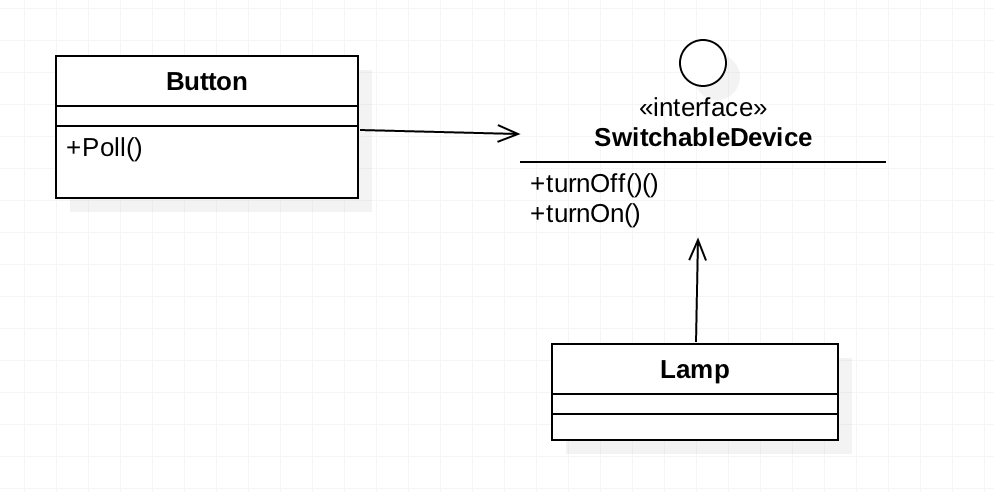 Button
+Poll()
«interface»
SwitchableDevice
+turnOff()()
+turnOn()
Lamp